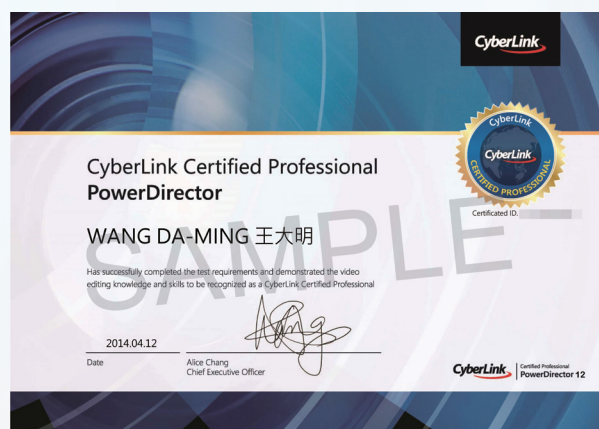 CyberLink
CyberLink
CyberLink
CERTIFIED PROFESSIONAL
CyberLink Certified Professional
PowerDirector
Certificated ID.
WANG DA-MING 王大明
SAMPLE
Has successfully completed the test requirements and demonstrated the video
editing knowledge and skills to be recognized as a CyberLink Certified Professional
2014.04.12
Date
Alice Chang
Chief Executive Officer
CyberLink
Certified Professional
PowerDirector 12